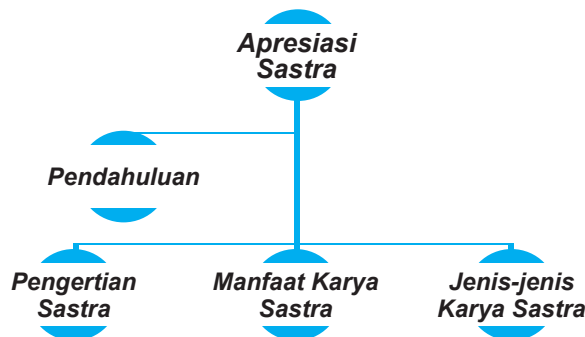 Apresiasi
Sastra
Pendahuluan
Pengertian
Sastra
Manfaat Karya
Sastra
Jenis-jenis
Karya Sastra